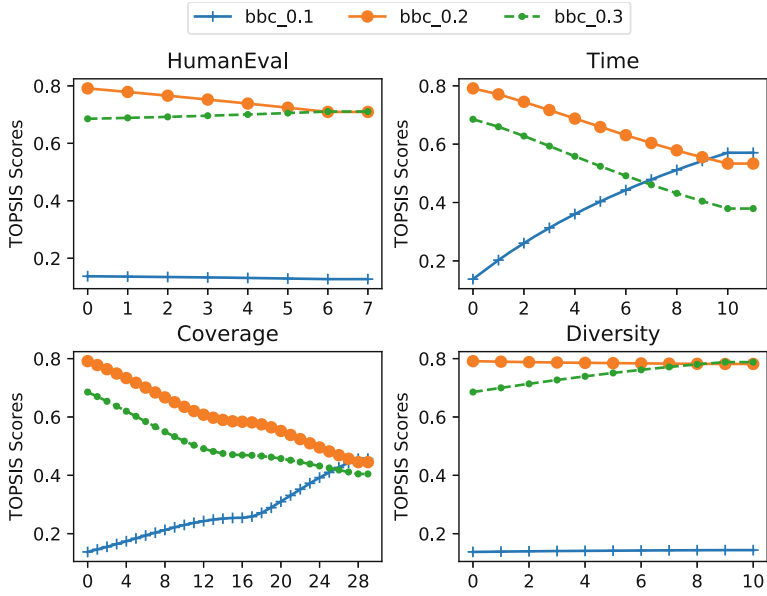 bbc_0.1 bbc_0.2 bbc_0.3
HumanEval
TOPSIS Scores
0.8
0.6
0.4
0.2
0 1 2 3 4 5 6 7
Time
TOPSIS Scores
0.8
0.6
0.4
0.2
0 2 4 6 8 10
Coverage
TOPSIS Scores
0.8
0.6
0.4
0.2
0 4 8 12 16 20 24 28
Diversity
TOPSIS Scores
0.8
0.6
0.4
0.2
0 2 4 6 8 10